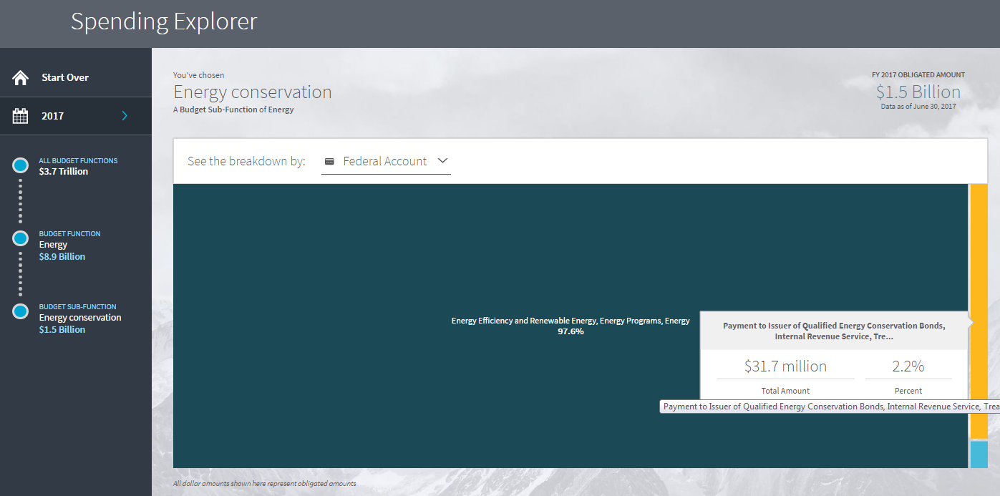 Spending Explorer
Start Over
2017
ALL BUDGET FUNCTIONS
$3.7 Trillion
BUDGET FUNCTION
Energy
$8.9 Billion
BUDGET SUB-FUNCTION
Energy conservation
$1.5 Billion
You've chosen
Energy conservation
A Budget Sub-Function of Energy
FY 2017 OBLIGATED AMOUNT
$1.5 Billion
Data as of June 30, 2017
See the breakdown by: Federal Account
Energy Efficiency and Renewable Energy, Energy Programs, Energy
97.6%
Payment to Issuer of Qualified Energy Conservation Bonds,
Internal Revenue Service, Tre...
$31.7 million 2.2%
Total Amount Percent
Payment to Issuer of Qualified Energy Conservation Bonds, Internal Revenue Service, Trea
All dollar amounts shown here represent obligated amounts